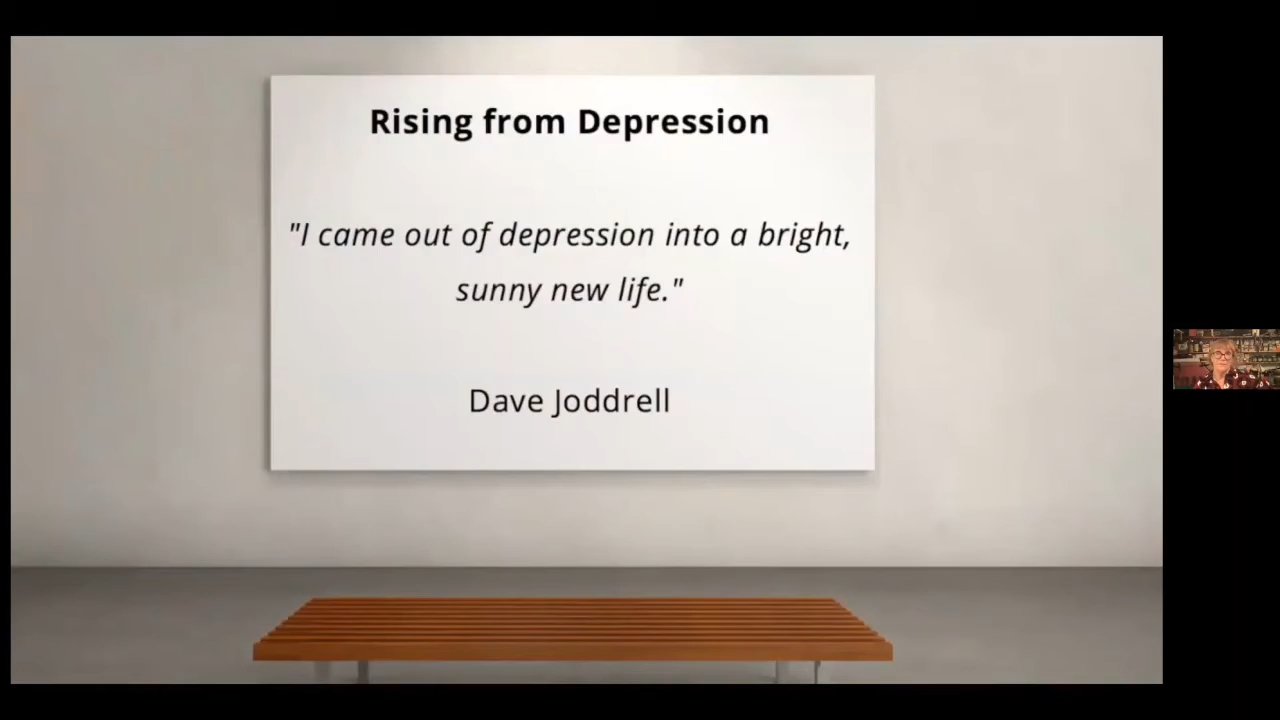 Rising from Depression
"I came out of depression into a bright,
sunny new life."
Dave Joddrell